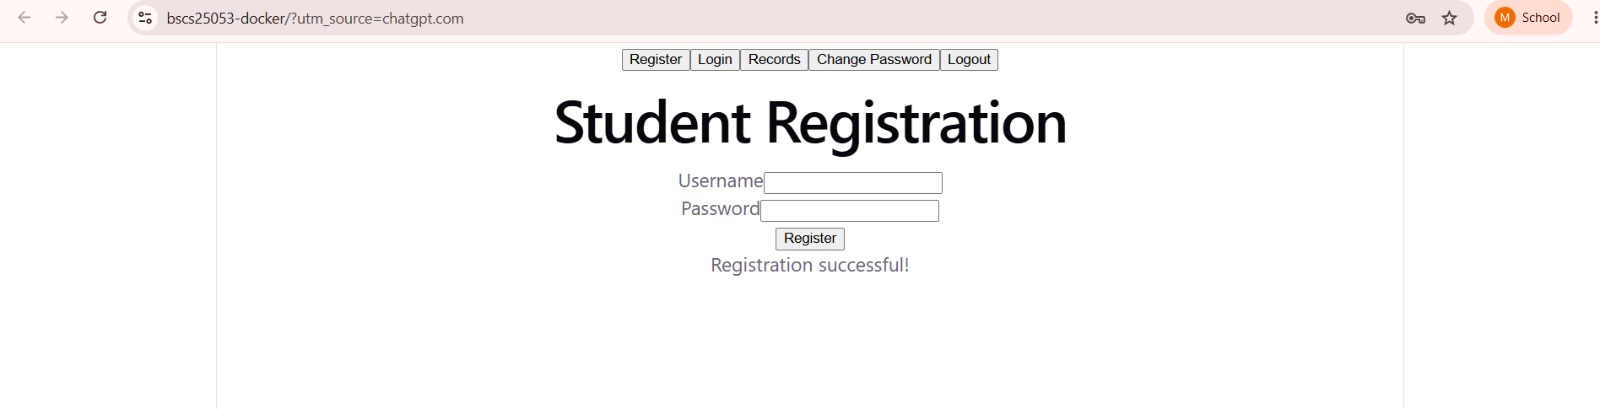 bscs25053-docker/?utm_source=chatgpt.com
M School
Register Login Records Change Password Logout
Student Registration
Username
Password
Register
Registration successful!